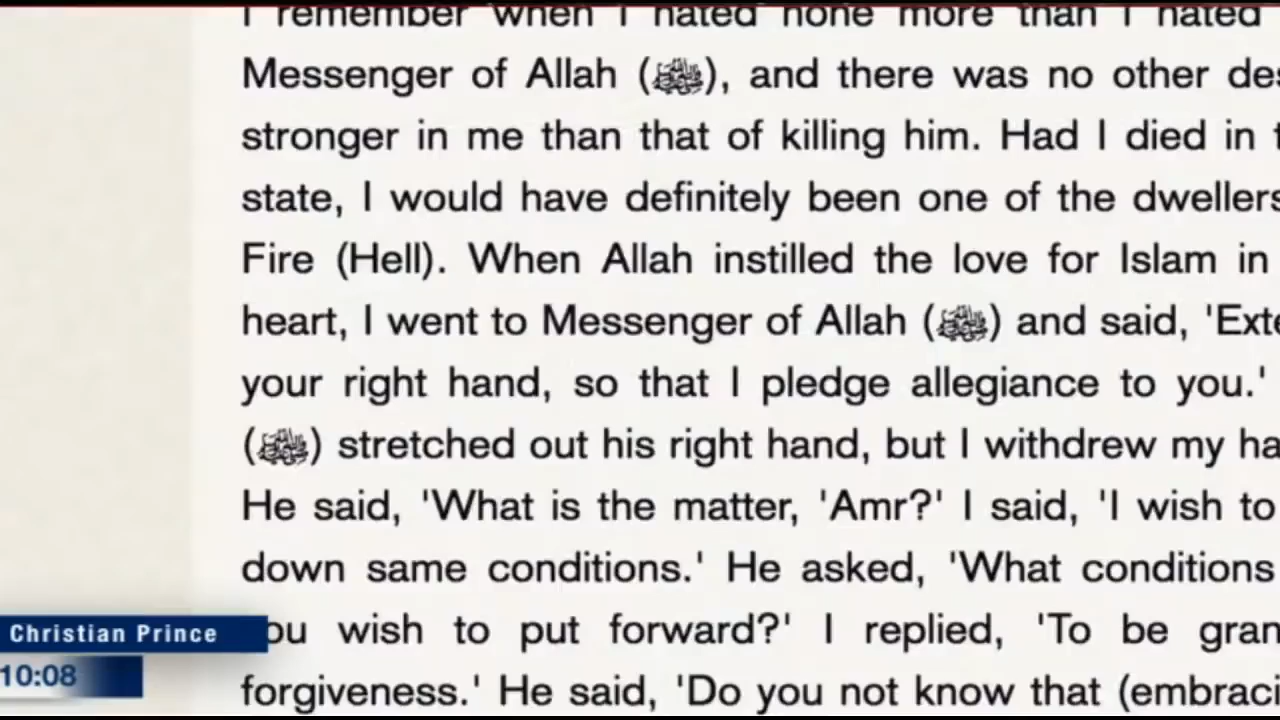 I remember when I hated none more than I hated
Messenger of Allah (ﷺ), and there was no other des
stronger in me than that of killing him. Had I died in t
state, I would have definitely been one of the dwellers
Fire (Hell). When Allah instilled the love for Islam in
heart, I went to Messenger of Allah (ﷺ) and said, 'Exte
your right hand, so that I pledge allegiance to you.'
(ﷺ) stretched out his right hand, but I withdrew my ha
He said, 'What is the matter, 'Amr?' I said, 'I wish to
down same conditions.' He asked, 'What conditions
ou wish to put forward?' I replied, 'To be gran
forgiveness.' He said, 'Do you not know that (embraci
Christian Prince
10:08